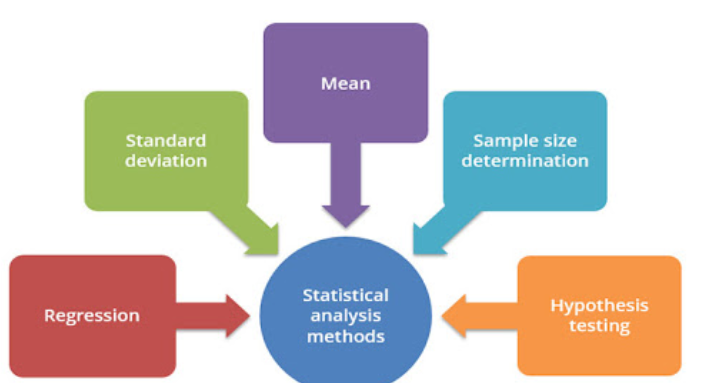 Mean
Standard
deviation
Sample size
determination
Regression
Statistical
analysis
methods
Hypothesis
testing